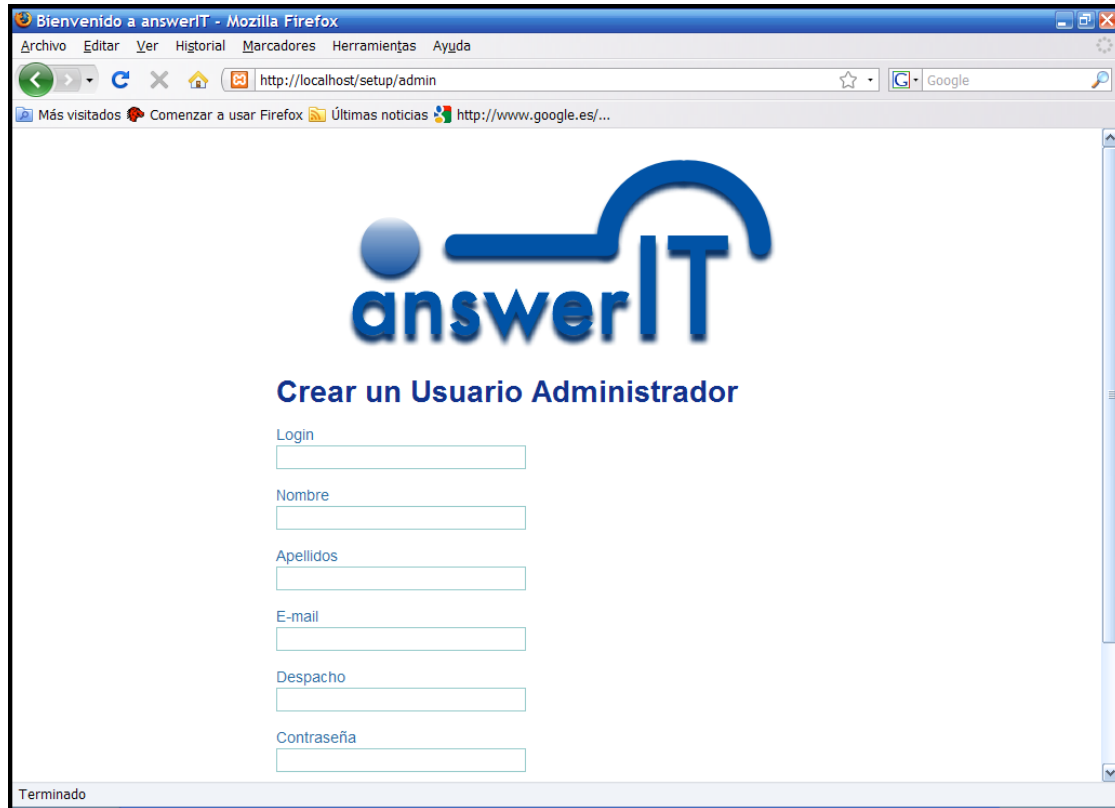 Bienvenido a answerIT - Mozilla Firefox
Archivo Editar Ver Historial Marcadores Herramientas Ayuda
http://localhost/setup/admin G Google
Más visitados Comenzar a usar Firefox Últimas noticias http://www.google.es/...
answerIT
Crear un Usuario Administrador
Login
Nombre
Apellidos
E-mail
Despacho
Contraseña
Terminado